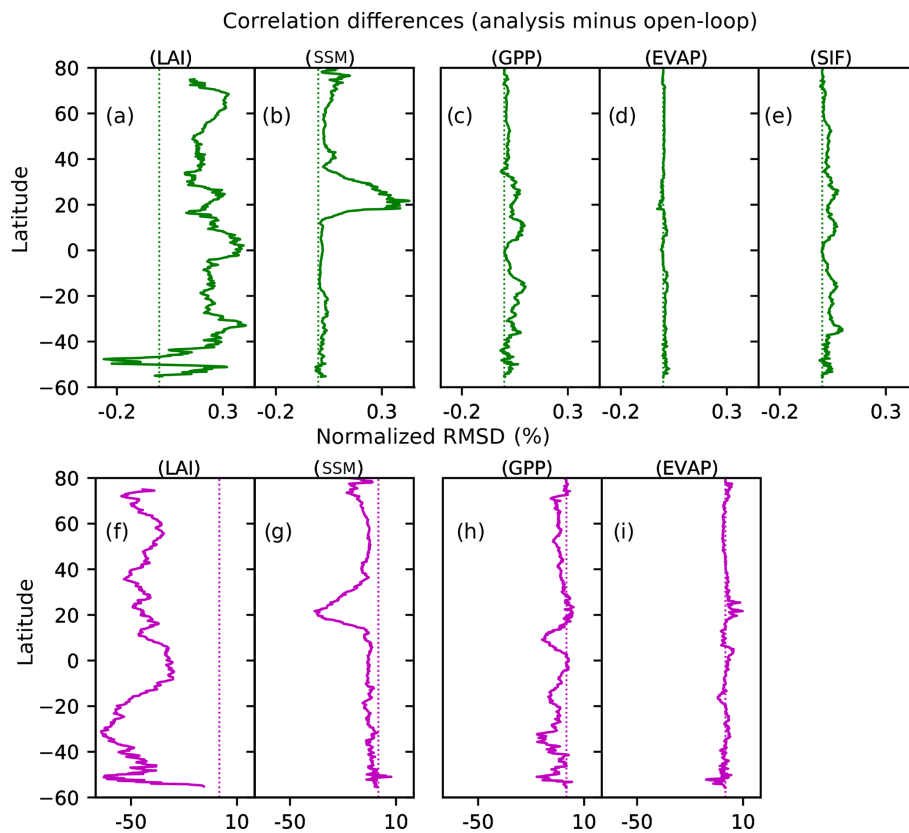 Correlation differences (analysis minus open-loop)
(LAI) (SSM) (GPP) (EVAP) (SIF)
80
60
40
20
0
−20
−40
−60
Latitude
(a) (b) (c) (d) (e)
-0.2 0.3 -0.2 0.3 -0.2 0.3 -0.2 0.3 -0.2 0.3
Normalized RMSD (%)
(LAI) (SSM) (GPP) (EVAP)
80
60
40
20
0
−20
−40
−60
Latitude
(f) (g) (h) (i)
-50 10 -50 10 -50 10 -50 10